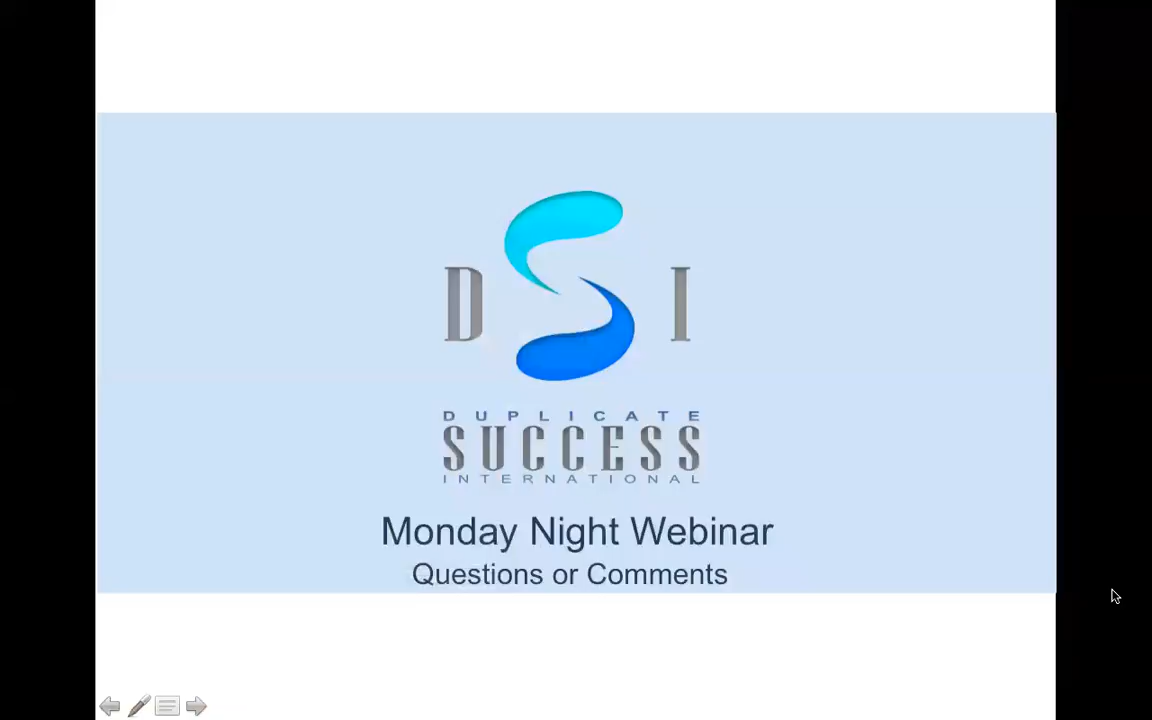 D S I
DUPLICATE
SUCCESS
INTERNATIONAL
Monday Night Webinar
Questions or Comments